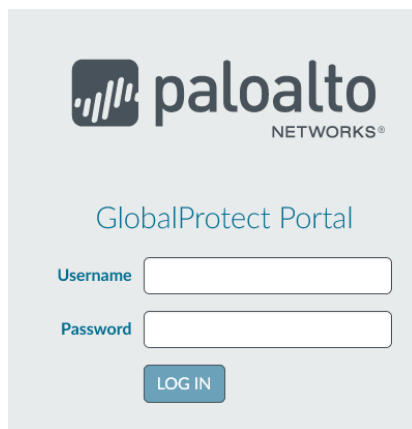 paloalto
NETWORKS®
GlobalProtect Portal
Username
Password
LOG IN